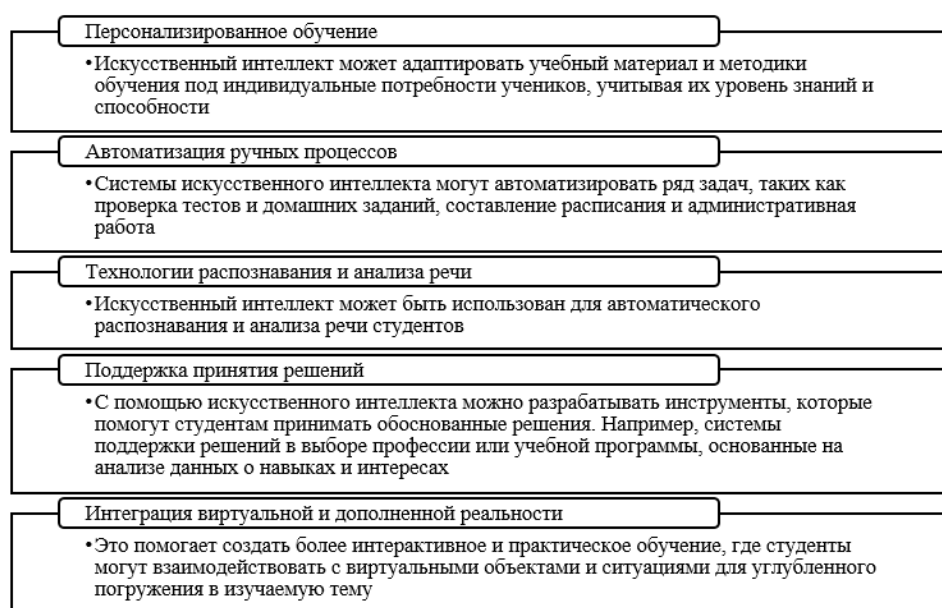 Персонализированное обучение
•Искусственный интеллект может адаптировать учебный материал и методики
обучения под индивидуальные потребности учеников, учитывая их уровень знаний и
способности
Автоматизация ручных процессов
•Системы искусственного интеллекта могут автоматизировать ряд задач, таких как
проверка тестов и домашних заданий, составление расписания и административная
работа
Технологии распознавания и анализа речи
•Искусственный интеллект может быть использован для автоматического
распознавания и анализа речи студентов
Поддержка принятия решений
•С помощью искусственного интеллекта можно разрабатывать инструменты, которые
помогут студентам принимать обоснованные решения. Например, системы
поддержки решений в выборе профессии или учебной программы, основанные на
анализе данных о навыках и интересах
Интеграция виртуальной и дополненной реальности
•Это помогает создать более интерактивное и практическое обучение, где студенты
могут взаимодействовать с виртуальными объектами и ситуациями для углубленного
погружения в изучаемую тему